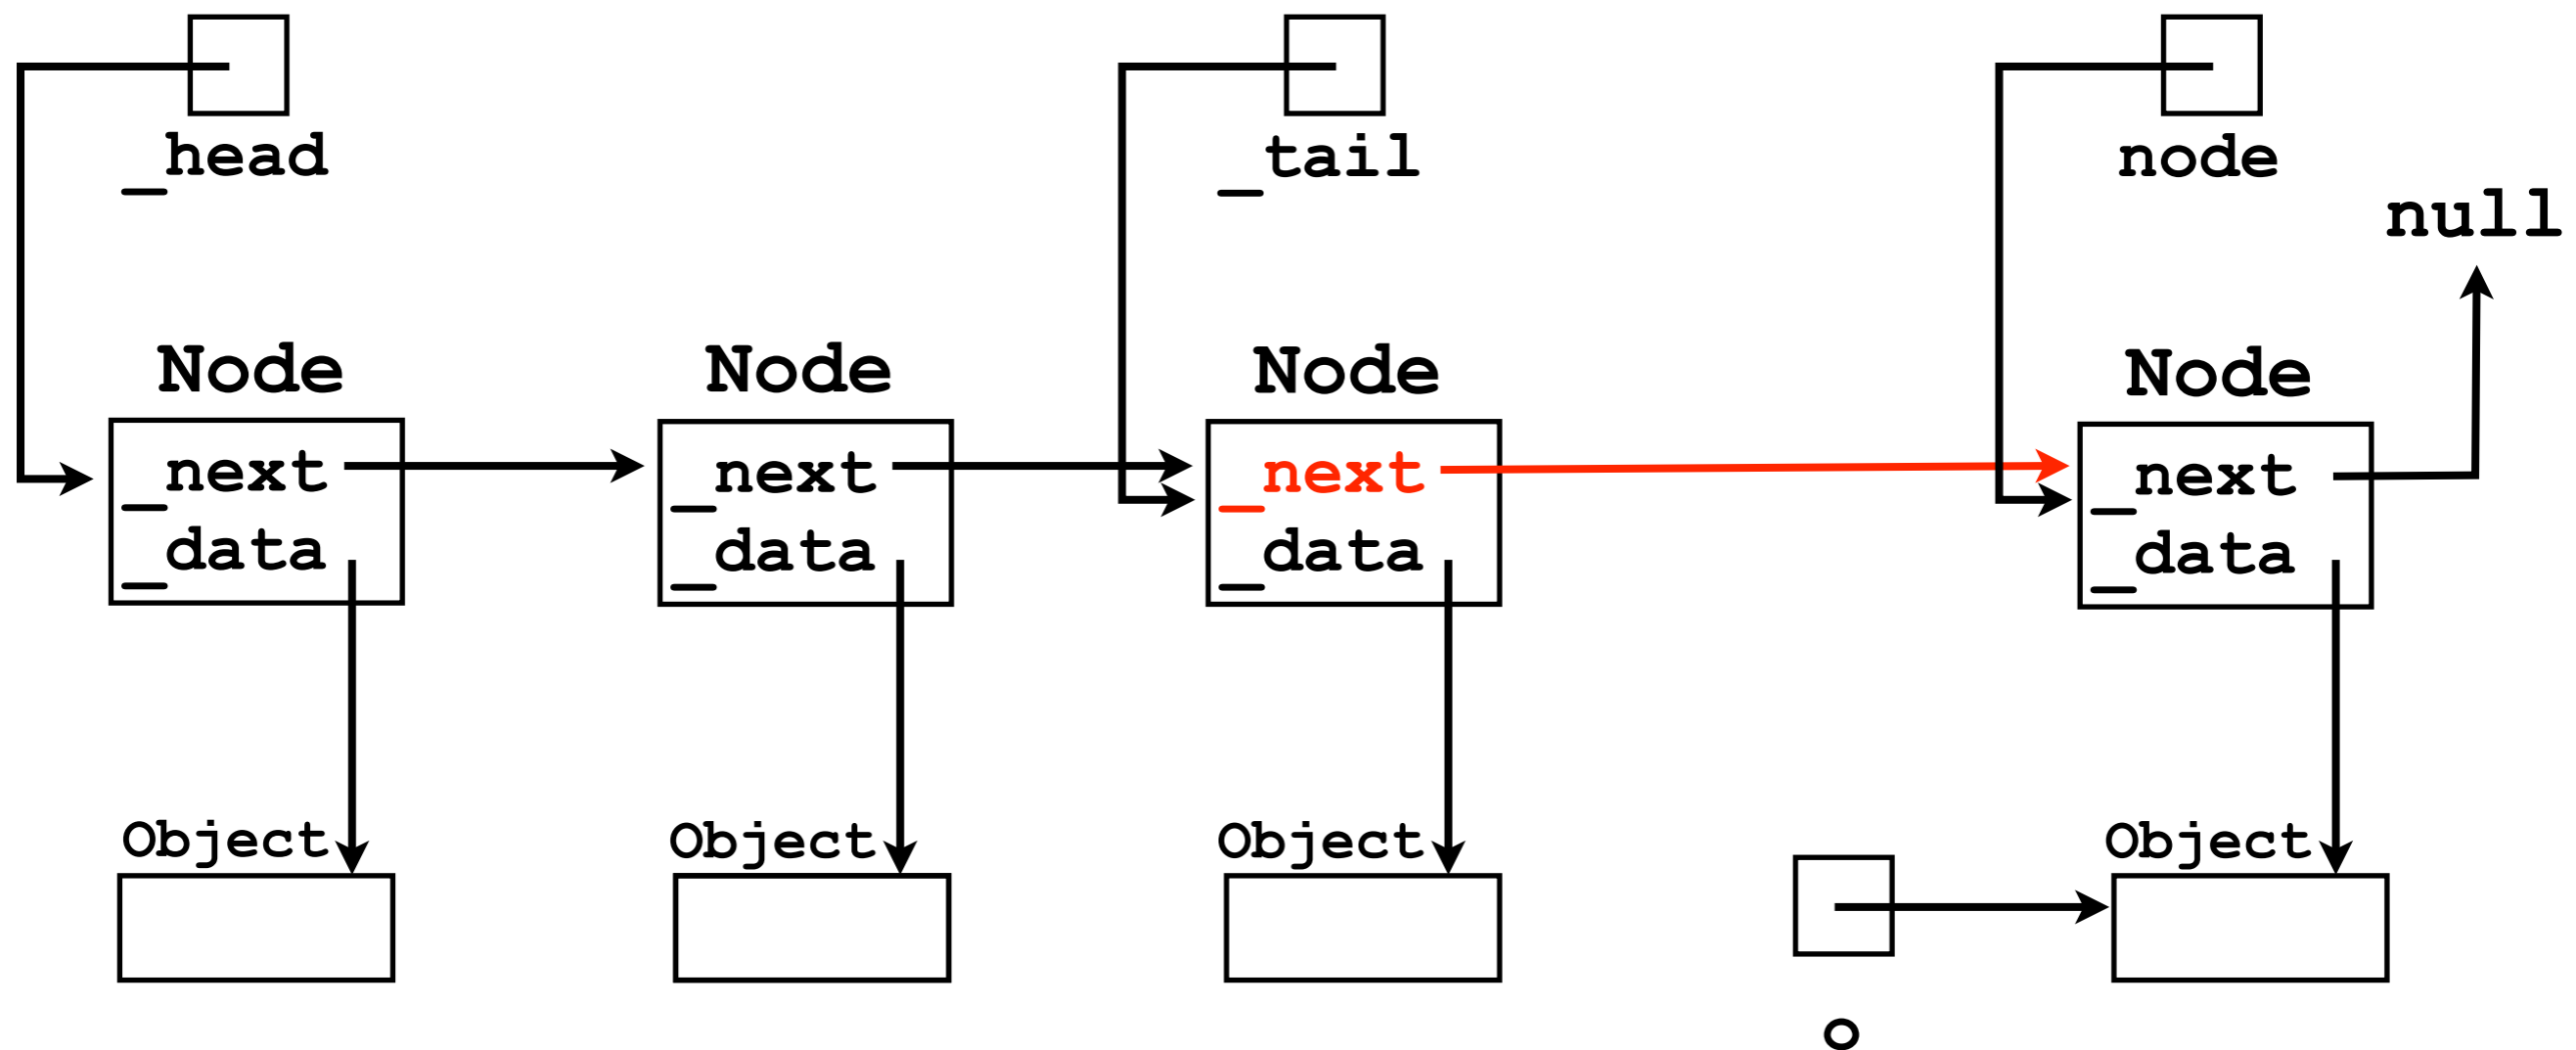 _head
_tail
node
null
Node
Node
Node
Node
_next
_next
_next
_next
_data
_data
_data
_data
Object
Object
Object
Object
o